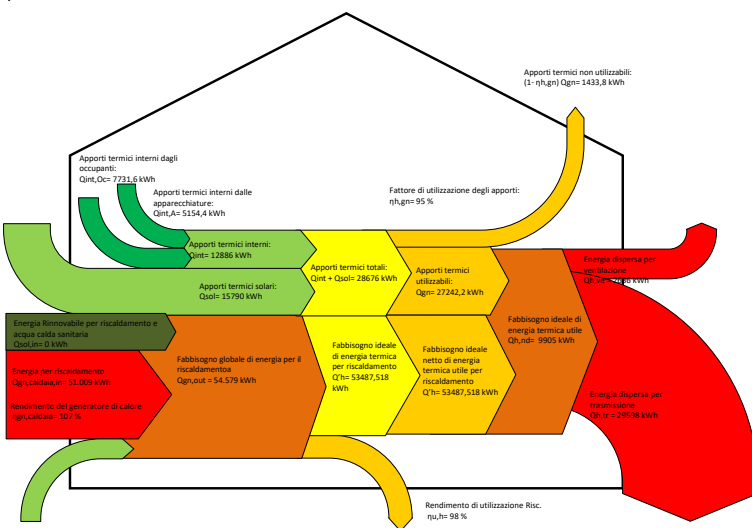 Apporti termici non utilizzabili:
(1- ηh,gn) Qgn= 1433,8 kWh
Apporti termici interni dagli
occupanti:
Qint,Oc= 7731,6 kWh
Apporti termici interni dalle
apparecchiature:
Qint,A= 5154,4 kWh
Fattore di utilizzazione degli apporti:
ηh,gn= 95 %
Apporti termici interni:
Qint= 12886 kWh
Apporti termici solari:
Qsol= 15790 kWh
Apporti termici totali:
Qint + Qsol= 28676 kWh
Apporti termici
utilizzabili:
Qgn= 27242,2 kWh
Energia dispersa per
ventilazione
Qh,ve
kWh
Energia Rinnovabile per riscaldamento e
acqua calda sanitaria
Qsol,in= 0 kWh
Energia per riscaldamento
Qgn,caldaia,in= 51.009 kWh
Rendimento del generatore di calore
ηgn,caldaia= 107 %
Fabbisogno globale di energia per il
riscaldamentoa
Qgn,out = 54.579 kWh
Fabbisogno ideale
di energia termica
per riscaldamento
Q'h= 53487,518
kWh
Fabbisogno ideale
netto di energia
termica utile per
riscaldamento
Q'h= 53487,518 kWh
Fabbisogno ideale di
energia termica utile
Qh,nd= 9905 kWh
Energia dispersa per
trasmissione
Qh,tr = 29598 kWh
Rendimento di utilizzazione Risc.
ηu,h= 98 %